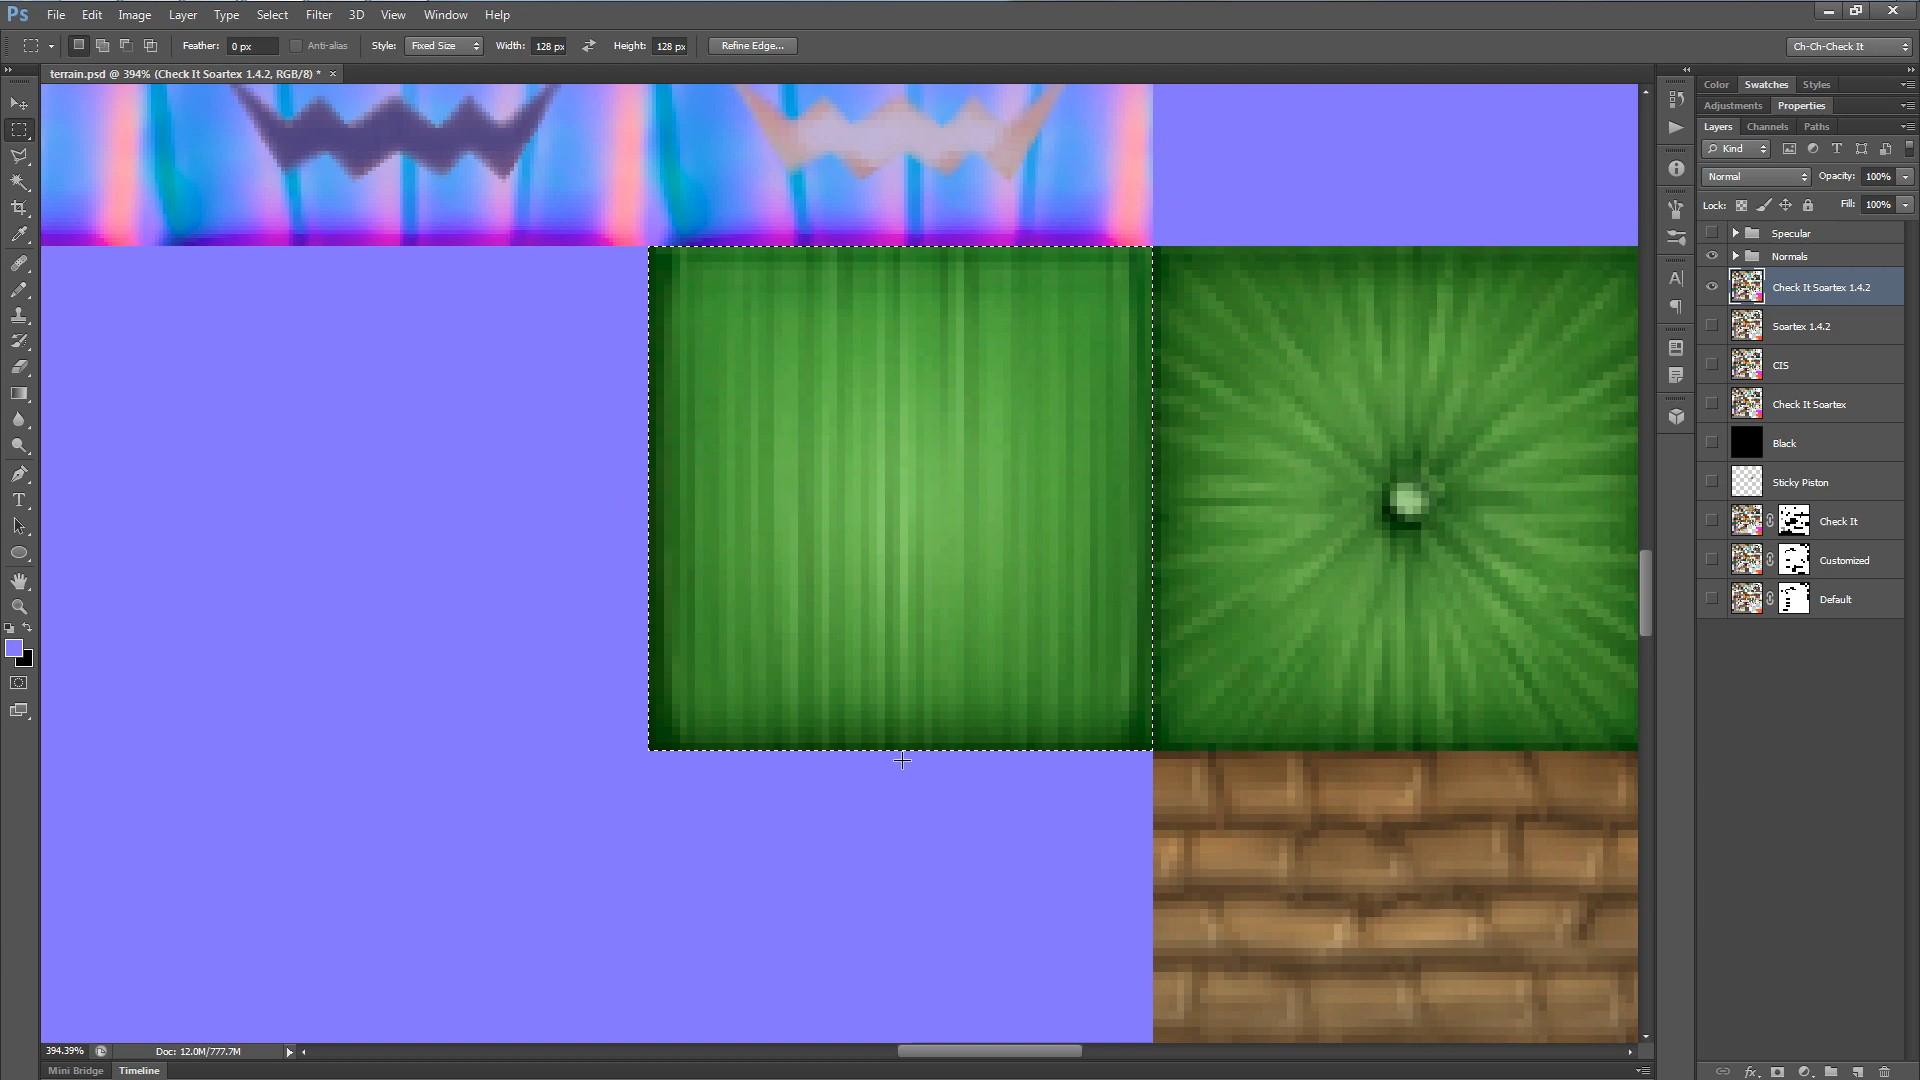 Ps File Edit Image Layer Type Select Filter 3D View Window Help
Feather: 0 px Anti-alias Style: Fixed Size Width: 128 px Height: 128 px Refine Edge... Ch-Ch-Check It
terrain.psd @ 394% (Check It Soartex 1.4.2, RGB/8) * ×
Color Swatches Styles
Adjustments Properties
Layers Channels Paths
Kind
Normal Opacity: 100%
Lock: Fill: 100%
Specular
Normals
Check It Soartex 1.4.2
Soartex 1.4.2
CIS
Check It Soartex
Black
Sticky Piston
Check It
Customized
Default
394.39% Doc: 12.0M/777.7M
Mini Bridge Timeline